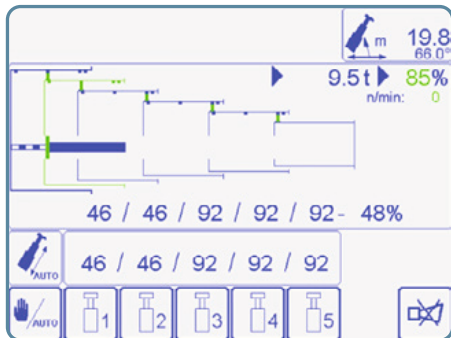 m 19.8
66.0°
9.5t 85%
n/min: 0
46 / 46 / 92 / 92 / 92- 48%
AUTO 46 / 46 / 92 / 92 / 92
/AUTO 1 2 3 4 5